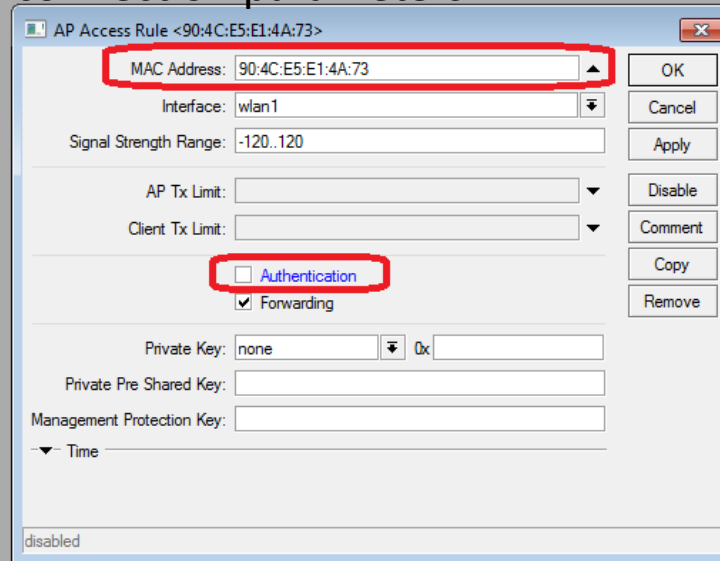 AP Access Rule <90:4C:E5:E1:4A:73>
MAC Address: 90:4C:E5:E1:4A:73
OK
Interface: wlan1
Cancel
Signal Strength Range: -120..120
Apply
AP Tx Limit:
Disable
Client Tx Limit:
Comment
Authentication
Copy
Forwarding
Remove
Private Key: none 0x
Private Pre Shared Key:
Management Protection Key:
Time
disabled